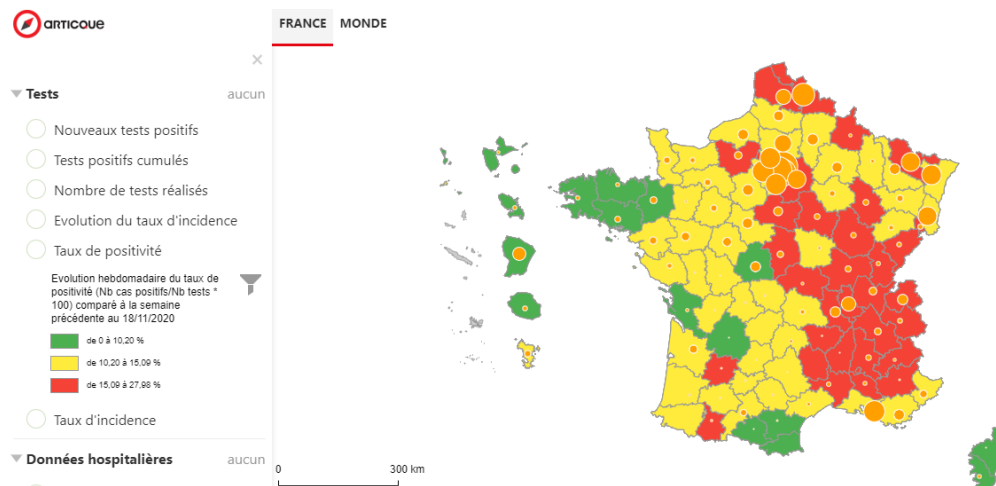 ARTICQUE
FRANCE MONDE
×
Tests aucun
Nouveaux tests positifs
Tests positifs cumulés
Nombre de tests réalisés
Evolution du taux d'incidence
Taux de positivité
Evolution hebdomadaire du taux de
positivité (Nb cas positifs/Nb tests *
100) comparé à la semaine
précédente au 18/11/2020
de 0 à 10,20 %
de 10,20 à 15,09 %
de 15,09 à 27,98 %
Taux d'incidence
Données hospitalières aucun
0 300 km